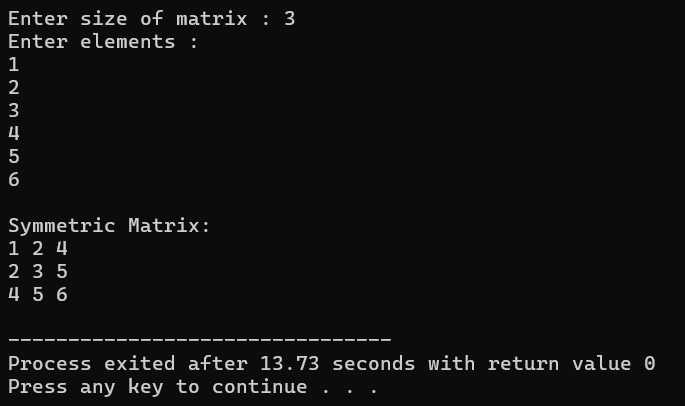 Enter size of matrix : 3
Enter elements :
1
2
3
4
5
6
Symmetric Matrix:
1 2 4
2 3 5
4 5 6
--------------------------------
Process exited after 13.73 seconds with return value 0
Press any key to continue . . .